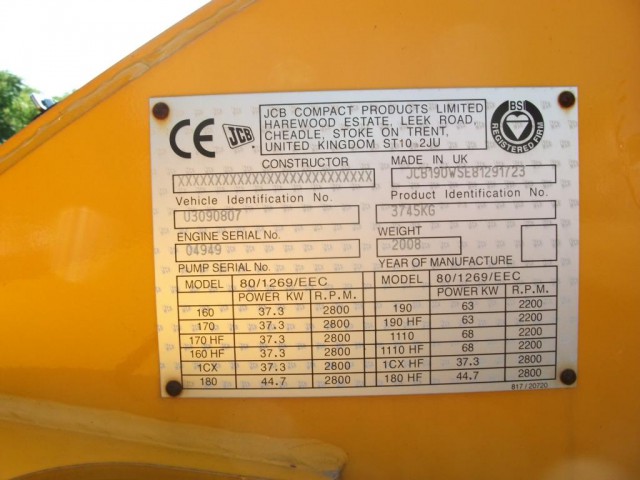 CE JCB
JCB COMPACT PRODUCTS LIMITED
HAREWOOD ESTATE, LEEK ROAD,
CHEADLE, STOKE ON TRENT,
UNITED KINGDOM ST10 2JU
BSI
REGISTERED FIRM
CONSTRUCTOR MADE IN UK
XXXXXXXXXXXXXXXXXXXXXXXXXXX JCB190WSE81291723
Vehicle Identification No. Product Identification No.
U3090807 3745KG
ENGINE SERIAL No. WEIGHT
04949 2008
PUMP SERIAL No. YEAR OF MANUFACTURE
MODEL 80/1269/EEC MODEL 80/1269/EEC
POWER KW R.P.M. POWER KW R.P.M.
160 37.3 2800 190 63 2200
170 37.3 2800 190 HF 63 2200
170 HF 37.3 2800 1110 68 2200
160 HF 37.3 2800 1110 HF 68 2200
1CX 37.3 2800 1CX HF 37.3 2800
180 44.7 2800 180 HF 44.7 2800
817/20720